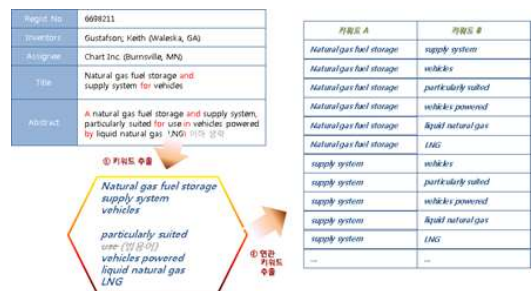 Regist No
6698211
Inventors
Gustafson; Keith (Waleska, GA)
Assignee
Chart Inc. (Burnsville, MN)
Title
Natural gas fuel storage and
supply system for vehicles
Abstract
A natural gas fuel storage and supply system,
particularly suited for use in vehicles powered
by liquid natural gas (LNG) 이하 생략
① 키워드 추출
Natural gas fuel storage
supply system
vehicles
particularly suited
use (범용어)
vehicles powered
liquid natural gas
LNG
② 연관
키워드
추출
키워드 A 키워드 B
Natural gas fuel storage supply system
Natural gas fuel storage vehicles
Natural gas fuel storage particularly suited
Natural gas fuel storage vehicles powered
Natural gas fuel storage liquid natural gas
Natural gas fuel storage LNG
supply system vehicles
supply system particularly suited
supply system vehicles powered
supply system liquid natural gas
supply system LNG
... ...